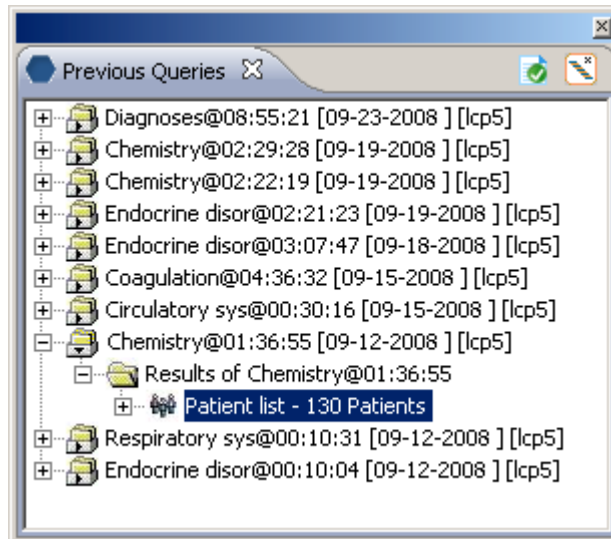 Previous Queries
Diagnoses@08:55:21 [09-23-2008 ] [lcp5]
Chemistry@02:29:28 [09-19-2008 ] [lcp5]
Chemistry@02:22:19 [09-19-2008 ] [lcp5]
Endocrine disor@02:21:23 [09-19-2008 ] [lcp5]
Endocrine disor@03:07:47 [09-18-2008 ] [lcp5]
Coagulation@04:36:32 [09-15-2008 ] [lcp5]
Circulatory sys@00:30:16 [09-15-2008 ] [lcp5]
Chemistry@01:36:55 [09-12-2008 ] [lcp5]
Results of Chemistry@01:36:55
Patient list - 130 Patients
Respiratory sys@00:10:31 [09-12-2008 ] [lcp5]
Endocrine disor@00:10:04 [09-12-2008 ] [lcp5]